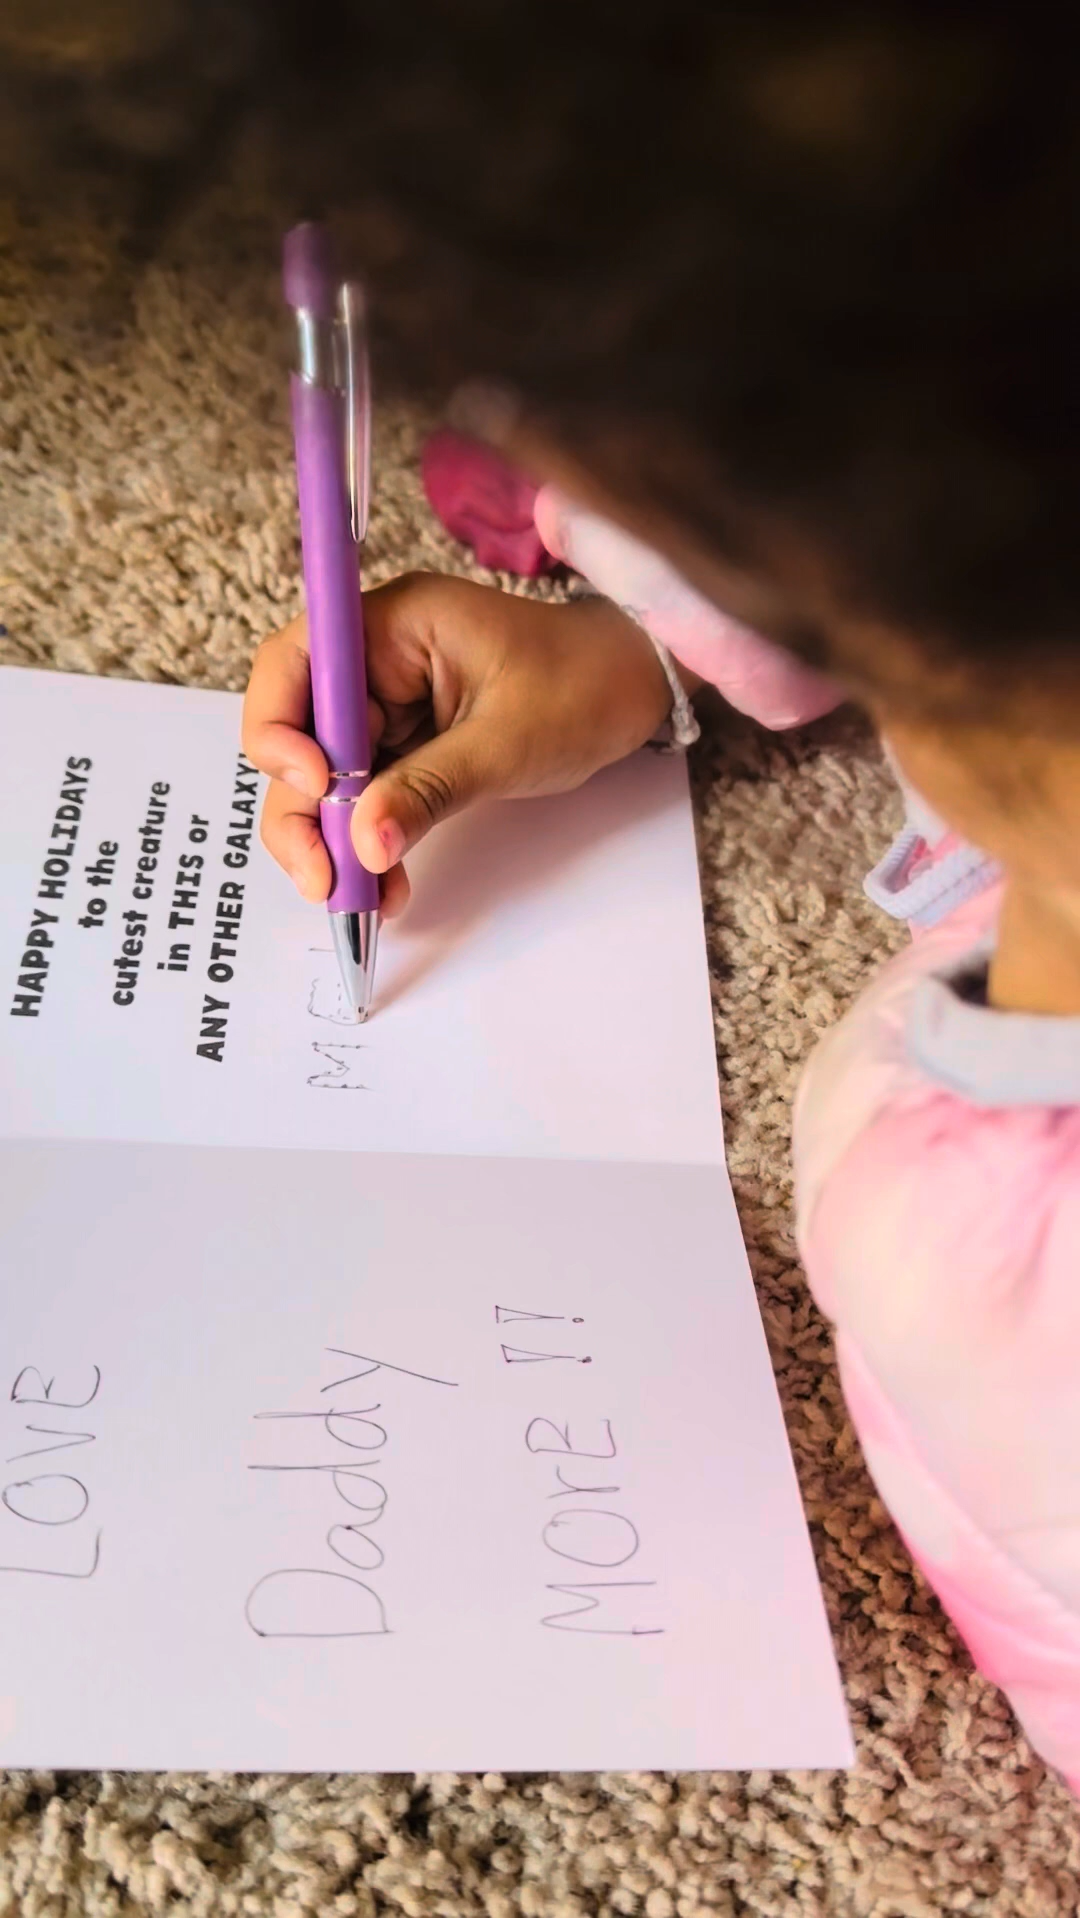 LOVE
Daddy
MOrE !!
HAPPY HOLIDAYS
to the
cutest creature
in THIS or
ANY OTHER GALAXY!